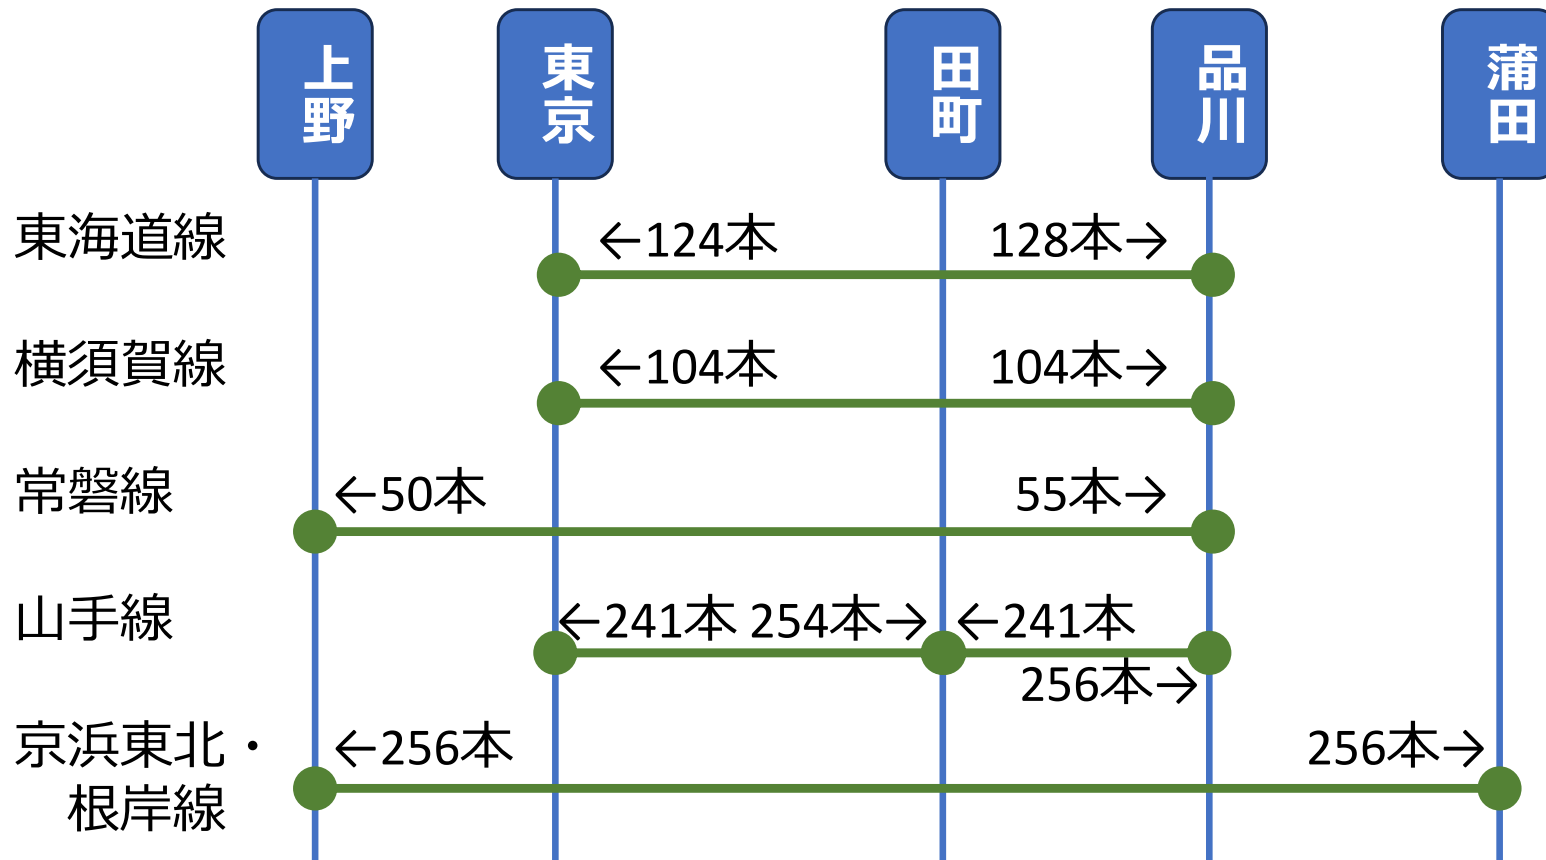 上野
東京
田町
品川
蒲田
東海道線
←124本
128本→
横須賀線
←104本
104本→
常磐線
←50本
55本→
山手線
←241本
254本→
←241本
256本→
京浜東北・
根岸線
←256本
256本→